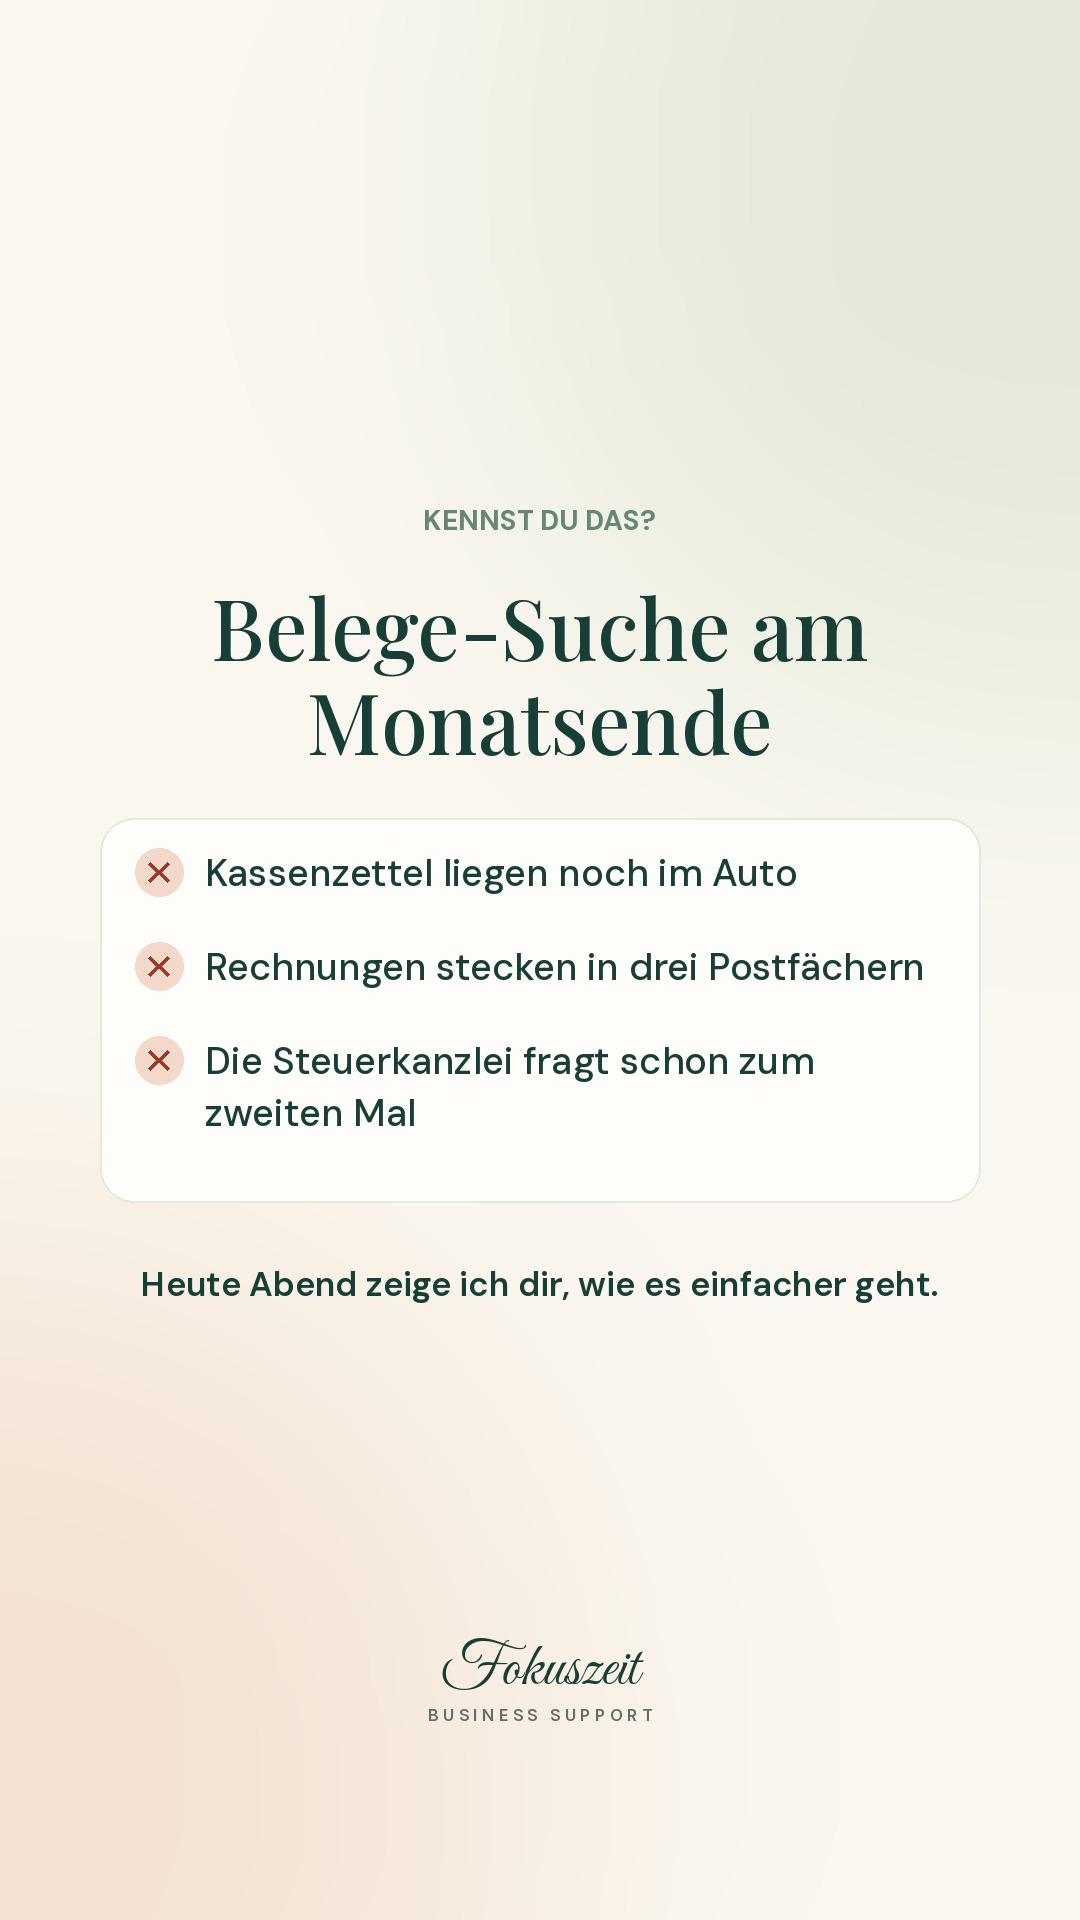 KENNST DU DAS?
Belege-Suche am
Monatsende
Kassenzettel liegen noch im Auto
Rechnungen stecken in drei Postfächern
Die Steuerkanzlei fragt schon zum
zweiten Mal
Heute Abend zeige ich dir, wie es einfacher geht.
Fokuszeit
BUSINESS SUPPORT